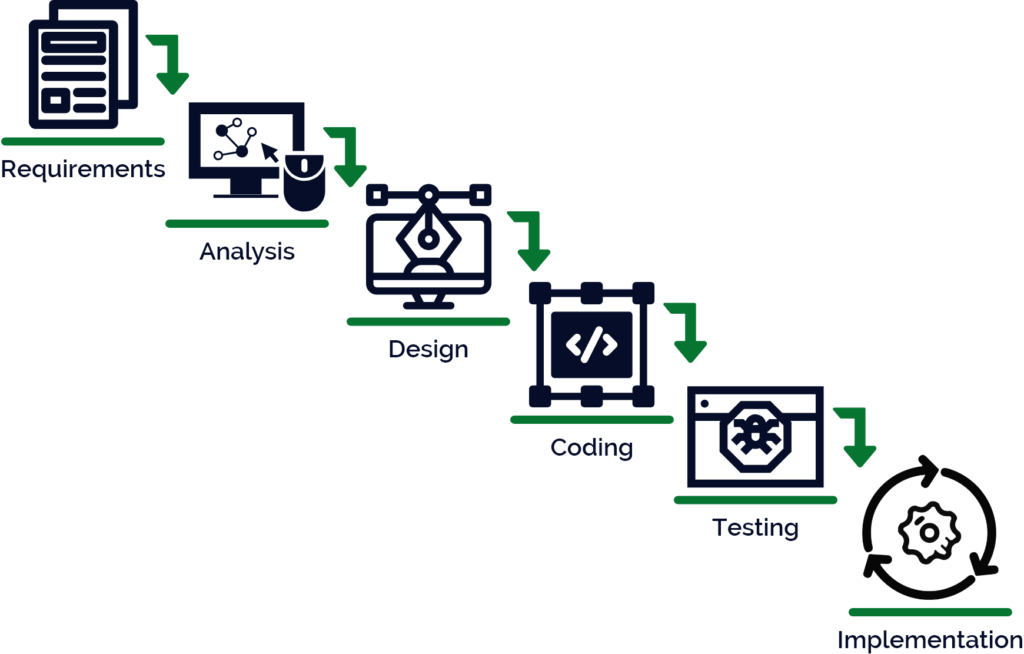 Requirements
Analysis
Design
</>
Coding
Testing
Implementation